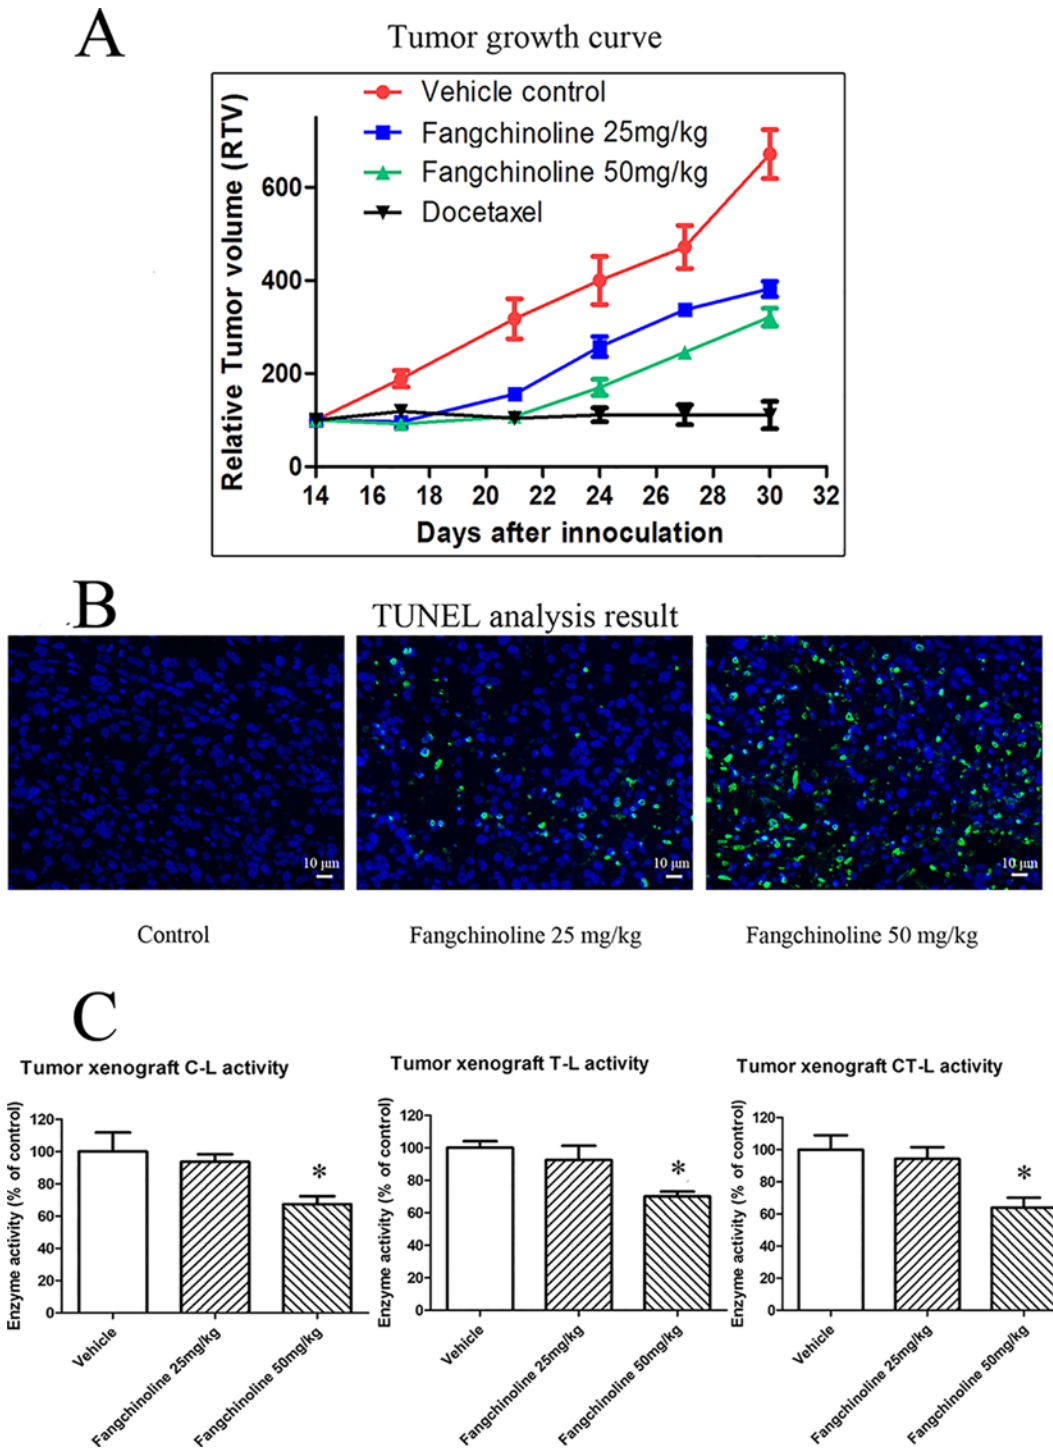 A
Tumor growth curve
Vehicle control
Fangchinoline 25mg/kg
Fangchinoline 50mg/kg
Docetaxel
Relative Tumor volume (RTV)
600
400
200
0
14 16 18 20 22 24 26 28 30 32
Days after innoculation
B
TUNEL analysis result
10 μm
10 μm
10 μm
Control
Fangchinoline 25 mg/kg
Fangchinoline 50 mg/kg
C
Tumor xenograft C-L activity
Enzyme activity (% of control)
120
100
80
60
40
20
0
*
Vehicle
Fangchinoline 25mg/kg
Fangchinoline 50mg/kg
Tumor xenograft T-L activity
Enzyme activity (% of control)
120
100
80
60
40
20
0
*
Vehicle
Fangchinoline 25mg/kg
Fangchinoline 50mg/kg
Tumor xenograft CT-L activity
Enzyme activity (% of control)
120
100
80
60
40
20
0
*
Vehicle
Fangchinoline 25mg/kg
Fangchinoline 50mg/kg